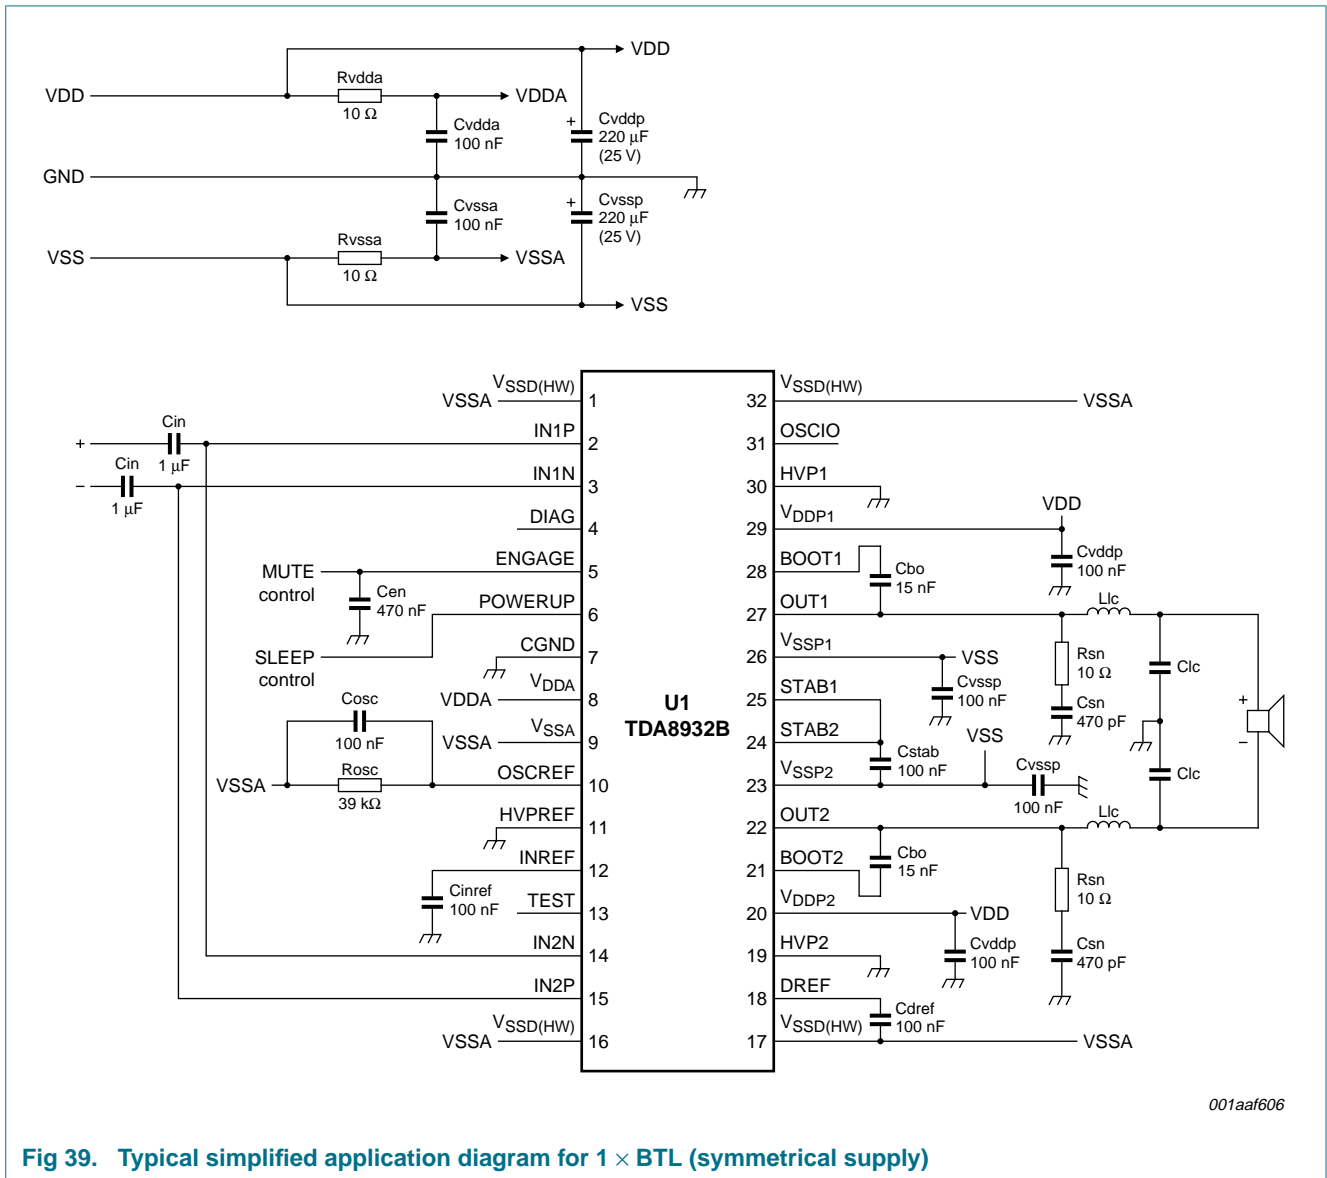 VDD
Rvdda
VDD
VDDA
10 Ω
Cvdda
100 nF
+
Cvddp
220 μF
(25 V)
GND
Cvssa
100 nF
+
Cvssp
220 μF
(25 V)
Rvssa
VSS
VSSA
10 Ω
VSS
VSSD(HW)
VSSA
1
32
VSSD(HW)
VSSA
Cin
+
1 μF
IN1P
2
31
OSCIO
Cin
−
1 μF
IN1N
3
30
HVP1
DIAG
4
29
VDDP1
VDD
Cvddp
100 nF
MUTE
control
ENGAGE
5
28
BOOT1
Cbo
15 nF
Cen
470 nF
POWERUP
6
27
OUT1
Llc
SLEEP
control
CGND
7
26
VSSP1
VSS
Cvssp
100 nF
Rsn
10 Ω
Clc
VDDA
VDDA
8
25
STAB1
U1
TDA8932B
Csn
470 pF
+
−
Cosc
100 nF
VSSA
VSSA
9
24
STAB2
Cstab
100 nF
VSS
VSSA
Rosc
39 kΩ
OSCREF
10
23
VSSP2
Cvssp
100 nF
Clc
HVPREF
11
22
OUT2
Llc
INREF
12
21
BOOT2
Cbo
15 nF
Rsn
10 Ω
Cinref
100 nF
TEST
13
20
VDDP2
VDD
IN2N
14
19
HVP2
Cvddp
100 nF
Csn
470 pF
IN2P
15
18
DREF
Cdref
100 nF
VSSD(HW)
VSSA
16
17
VSSD(HW)
VSSA
001aaf606
Fig 39. Typical simplified application diagram for 1 × BTL (symmetrical supply)